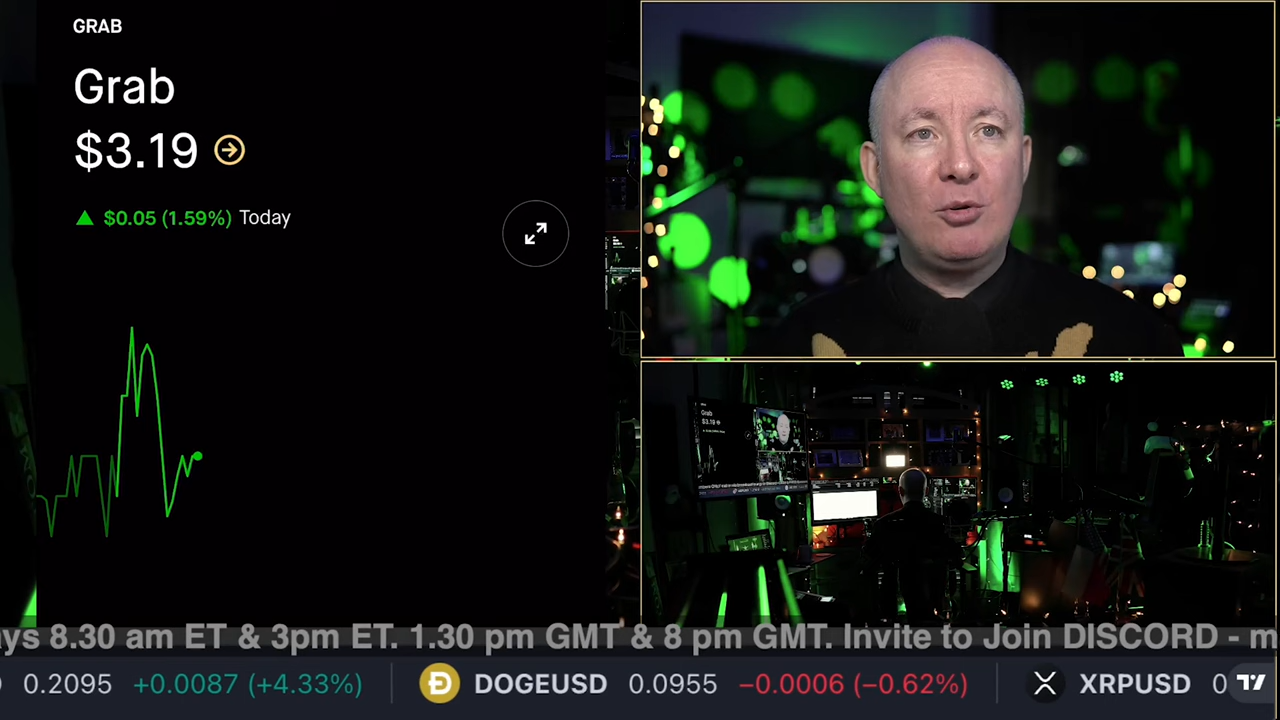 GRAB
Grab
$3.19
$0.05 (1.59%) Today
8.30 am ET & 3pm ET. 1.30 pm GMT & 8 pm GMT. Invite to Join DISCORD -
0.2095 +0.0087 (+4.33%) DOGEUSD 0.0955 −0.0006 (−0.62%) XRPUSD